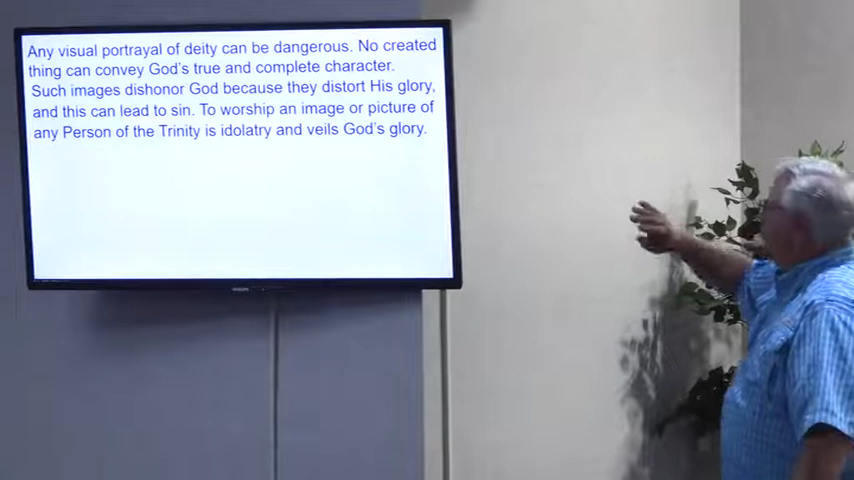 Any visual portrayal of deity can be dangerous. No created
thing can convey God's true and complete character.
Such images dishonor God because they distort His glory,
and this can lead to sin. To worship an image or picture of
any Person of the Trinity is idolatry and veils God's glory.